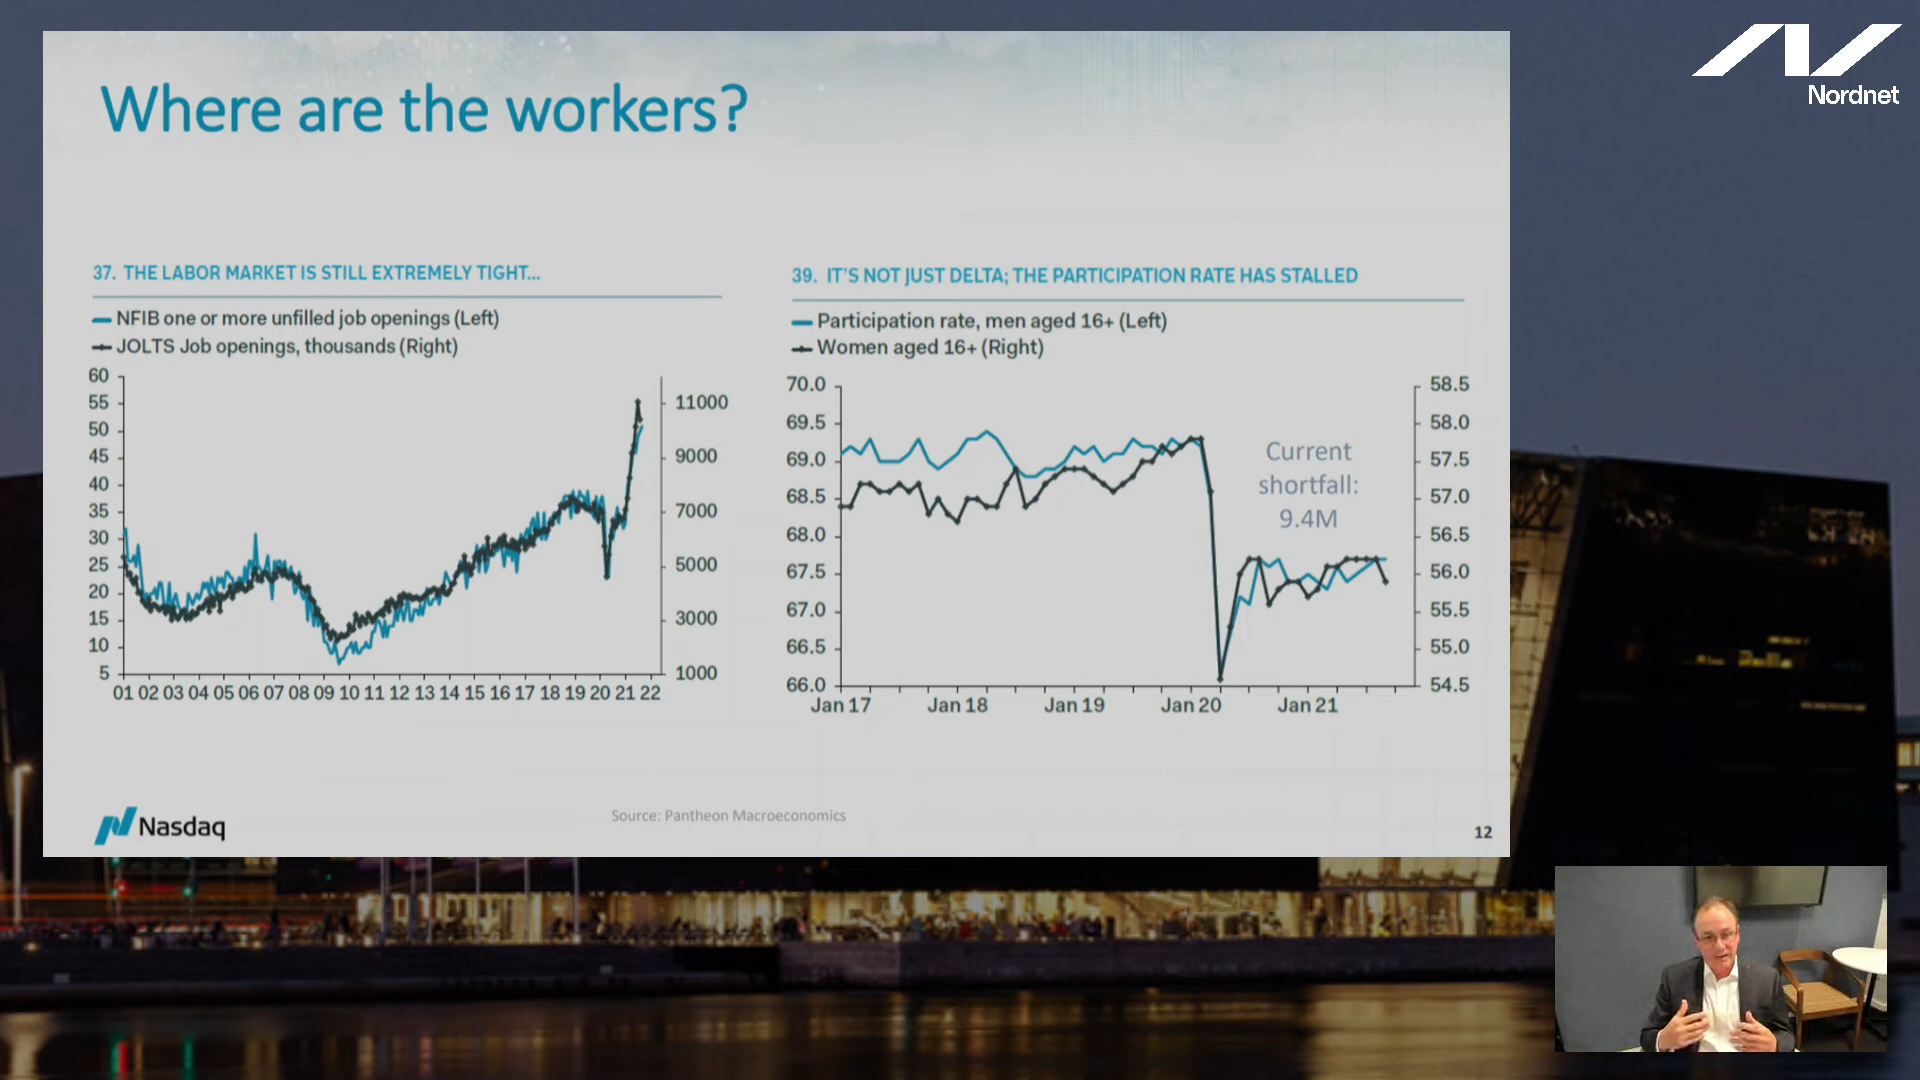 Nordnet
Where are the workers?
37. THE LABOR MARKET IS STILL EXTREMELY TIGHT...
NFIB one or more unfilled job openings (Left)
JOLTS Job openings, thousands (Right)
60
55
50
45
40
35
30
25
20
15
10
5
11000
9000
7000
5000
3000
1000
01 02 03 04 05 06 07 08 09 10 11 12 13 14 15 16 17 18 19 20 21 22
39. IT'S NOT JUST DELTA; THE PARTICIPATION RATE HAS STALLED
Participation rate, men aged 16+ (Left)
Women aged 16+ (Right)
70.0
69.5
69.0
68.5
68.0
67.5
67.0
66.5
66.0
58.5
58.0
57.5
57.0
56.5
56.0
55.5
55.0
54.5
Current
shortfall:
9.4M
Jan 17 Jan 18 Jan 19 Jan 20 Jan 21
Nasdaq
Source: Pantheon Macroeconomics
12